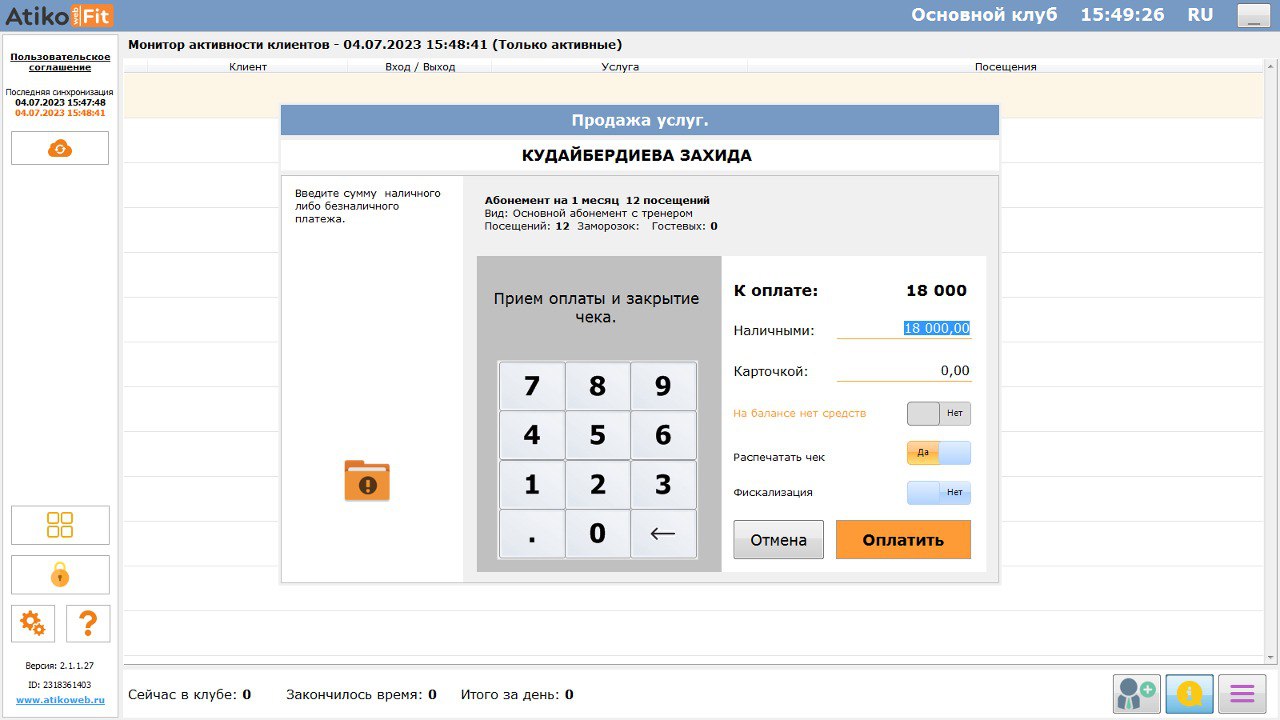 Atiko web Fit
Основной клуб 15:49:26 RU
Пользовательское
соглашение
Последняя синхронизация
04.07.2023 15:47:48
04.07.2023 15:48:41
Версия: 2.1.1.27
ID: 2318361403
www.atikoweb.ru
Монитор активности клиентов - 04.07.2023 15:48:41 (Только активные)
Клиент Вход / Выход Услуга Посещения
Продажа услуг.
КУДАЙБЕРДИЕВА ЗАХИДА
Введите сумму наличного
либо безналичного
платежа.
Абонемент на 1 месяц 12 посещений
Вид: Основной абонемент с тренером
Посещений: 12 Заморозок: Гостевых: 0
Прием оплаты и закрытие
чека.
7 8 9
4 5 6
1 2 3
. 0 ←
К оплате: 18 000
Наличными: 18 000,00
Карточкой: 0,00
На балансе нет средств Нет
Распечатать чек Да
Фискализация Нет
Отмена Оплатить
Сейчас в клубе: 0 Закончилось время: 0 Итого за день: 0